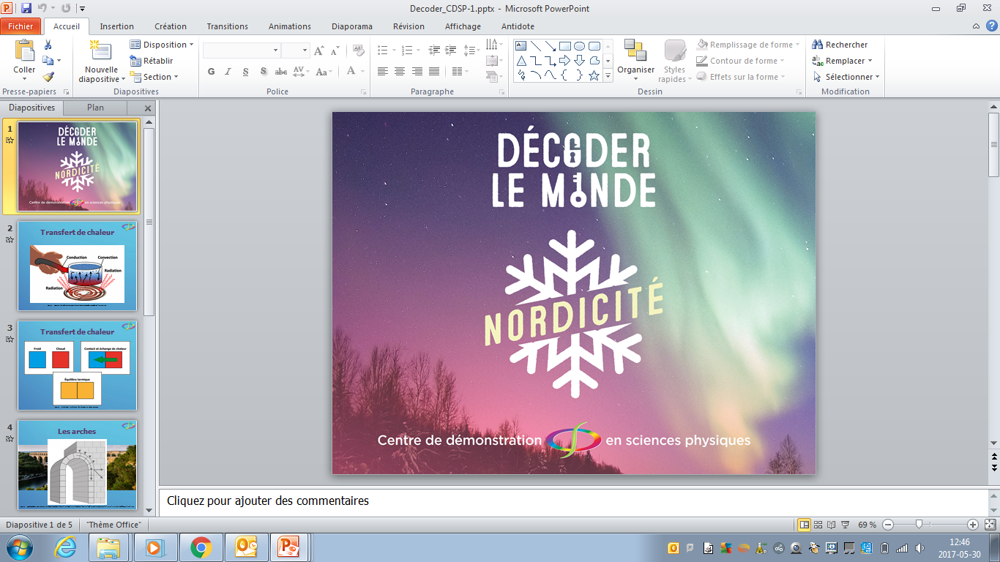 Decoder_CDSP-1.pptx - Microsoft PowerPoint
Fichier Accueil Insertion Création Transitions Animations Diaporama Révision Affichage Antidote
Coller
Presse-papiers
Nouvelle
diapositive
Disposition
Rétablir
Section
Diapositives
G I S S abc AV Aa A
Police
Paragraphe
Organiser
Styles
rapides
Remplissage de forme
Contour de forme
Effets sur la forme
Dessin
Rechercher
Remplacer
Sélectionner
Modification
Diapositives Plan
1
DÉCODER
LE MONDE
NORDICITÉ
Centre de démonstration en sciences physiques
2
Transfert de chaleur
Conduction Convection
Radiation
Radiation
3
Transfert de chaleur
Froid Chaud Contact et échange de chaleur
Équilibre termique
4
Les arches
DÉCODER
LE MONDE
NORDICITÉ
Centre de démonstration en sciences physiques
Cliquez pour ajouter des commentaires
Diapositive 1 de 5 "Thème Office" 69 %
12:46
2017-05-30